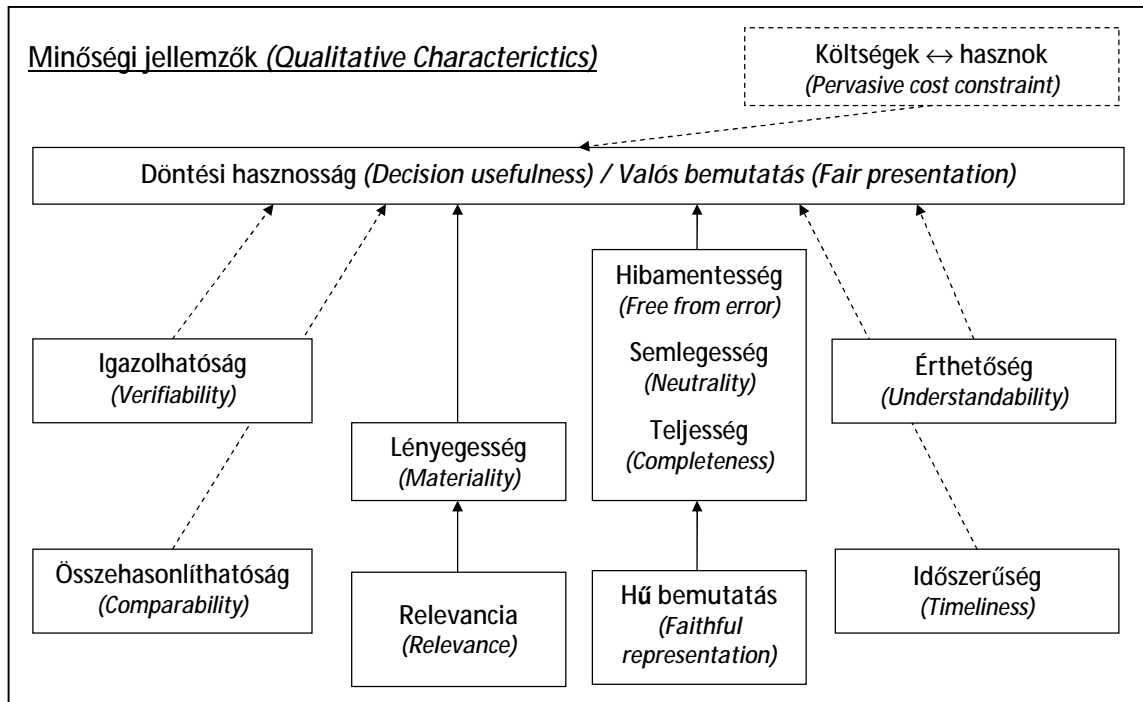 Minőségi jellemzők (Qualitative Characterictics)
Költségek ↔ hasznok
(Pervasive cost constraint)
Döntési hasznosság (Decision usefulness) / Valós bemutatás (Fair presentation)
Hibamentesség
(Free from error)
Semlegesség
(Neutrality)
Teljesség
(Completeness)
Igazolhatóság
(Verifiability)
Érthetőség
(Understandability)
Lényegesség
(Materiality)
Összehasonlíthatóság
(Comparability)
Relevancia
(Relevance)
Hű bemutatás
(Faithful
representation)
Időszerűség
(Timeliness)